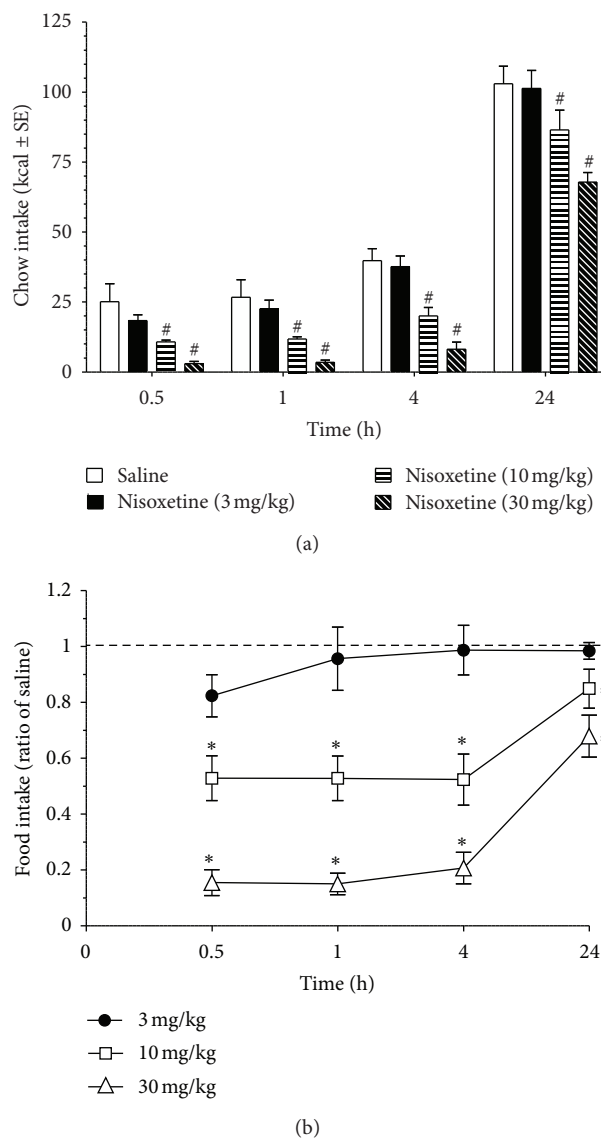 125
100
75
50
25
0
Chow intake (kcal ± SE)
# # # # # # # #
0.5 1 4 24
Time (h)
Saline
Nisoxetine (3 mg/kg)
Nisoxetine (10 mg/kg)
Nisoxetine (30 mg/kg)
(a)
1.2
1
0.8
0.6
0.4
0.2
0
Food intake (ratio of saline)
* * *
* * *
0 0.5 1 4 24
Time (h)
3 mg/kg
10 mg/kg
30 mg/kg
(b)